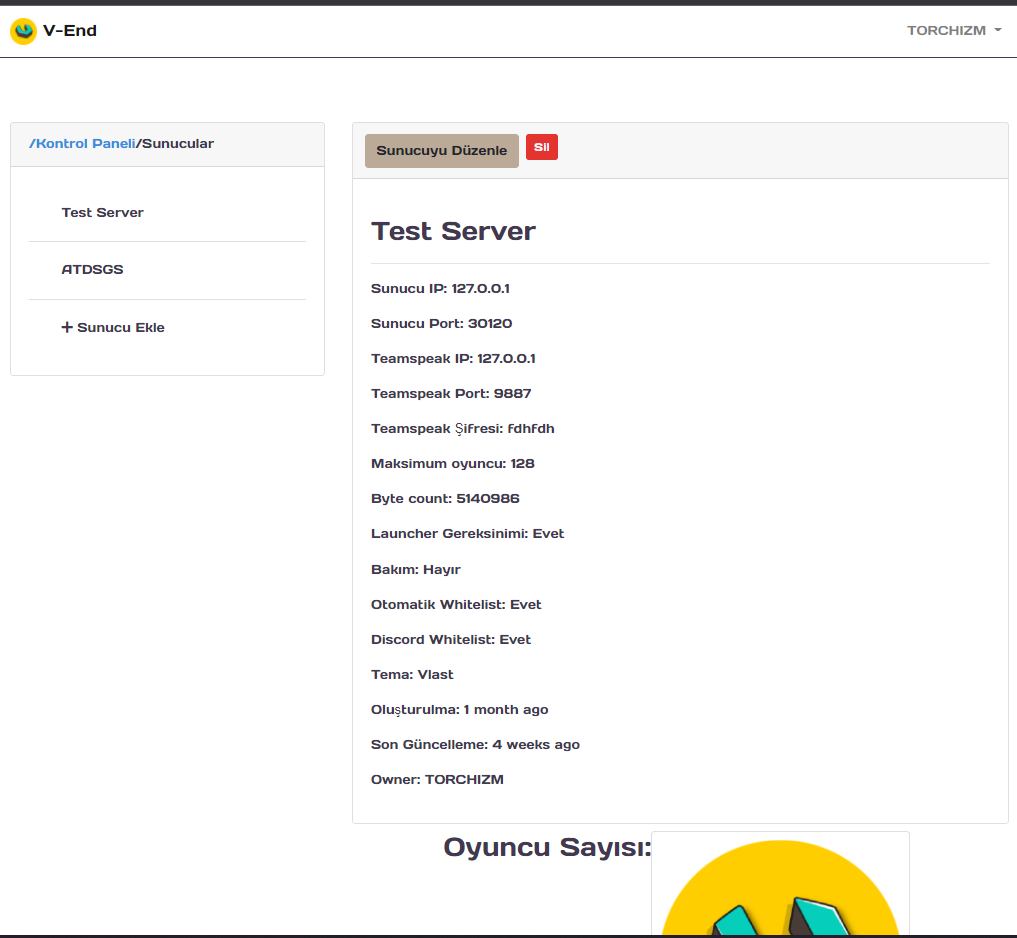 V-End
TORCHIZM
/Kontrol Paneli/Sunucular
Test Server
ATDSGS
+ Sunucu Ekle
Sunucuyu Düzenle
Sil
Test Server
Sunucu IP: 127.0.0.1
Sunucu Port: 30120
Teamspeak IP: 127.0.0.1
Teamspeak Port: 9887
Teamspeak Şifresi: fdhfdh
Maksimum oyuncu: 128
Byte count: 5140986
Launcher Gereksinimi: Evet
Bakım: Hayır
Otomatik Whitelist: Evet
Discord Whitelist: Evet
Tema: Vlast
Oluşturulma: 1 month ago
Son Güncelleme: 4 weeks ago
Owner: TORCHIZM
Oyuncu Sayısı: